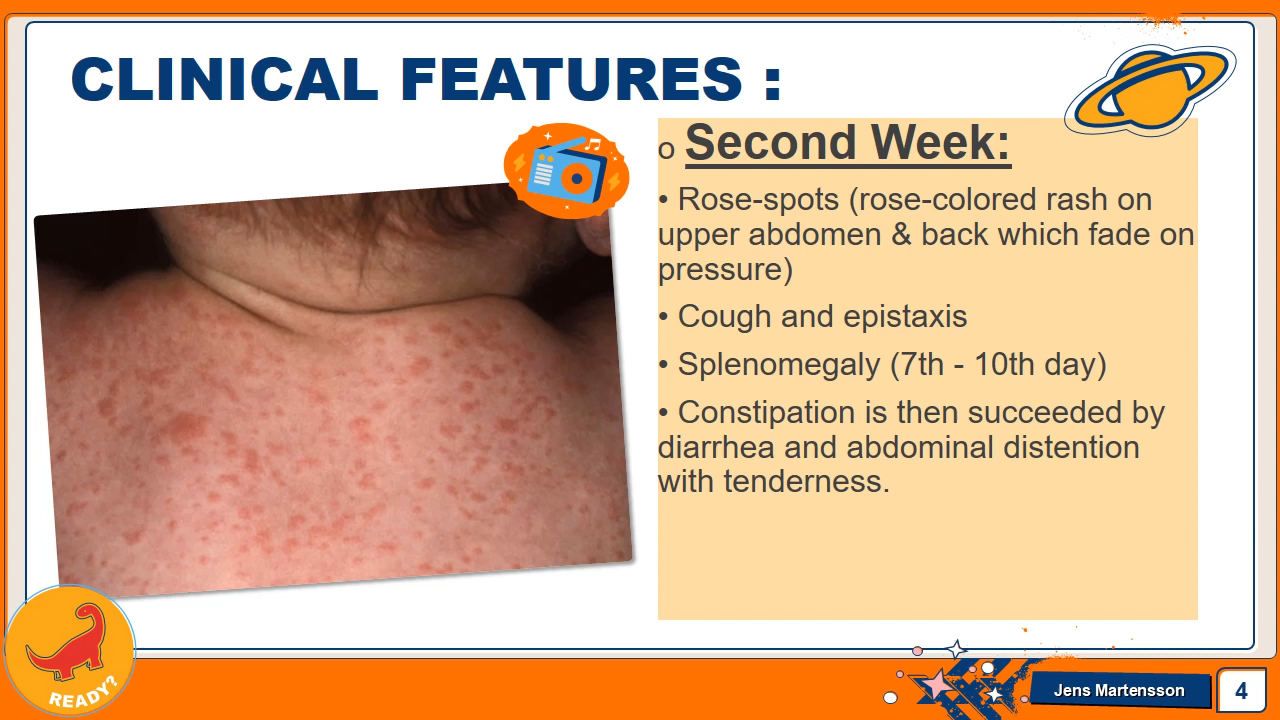 CLINICAL FEATURES :
o Second Week:
• Rose-spots (rose-colored rash on
upper abdomen & back which fade on
pressure)
• Cough and epistaxis
• Splenomegaly (7th - 10th day)
• Constipation is then succeeded by
diarrhea and abdominal distention
with tenderness.
READY?
Jens Martensson
4